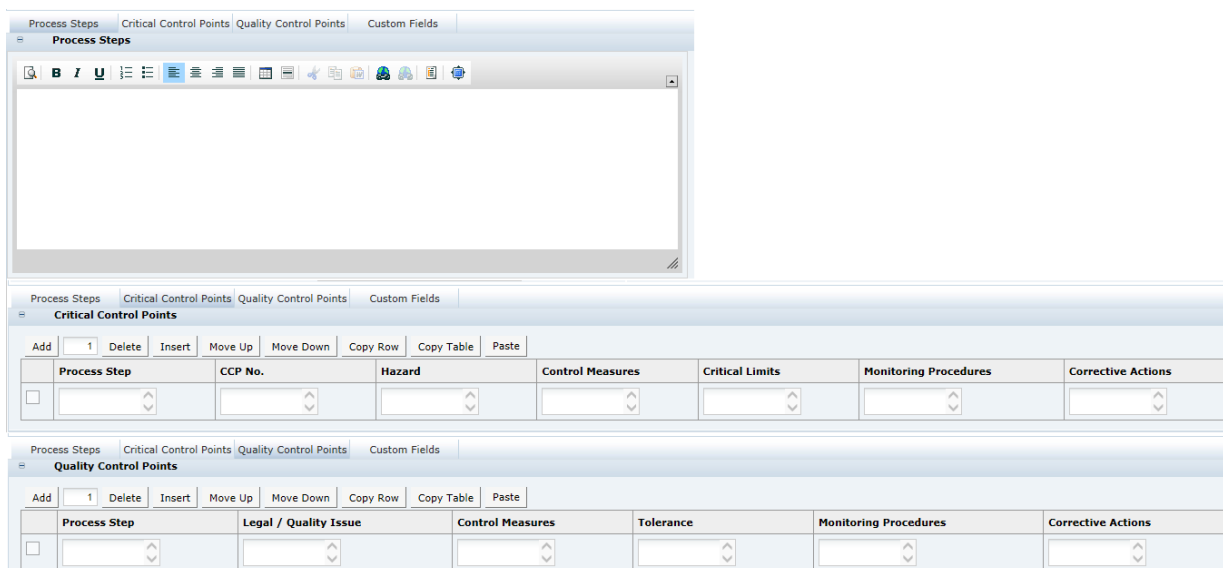 Process Steps Critical Control Points Quality Control Points Custom Fields
Process Steps
B I U
Process Steps Critical Control Points Quality Control Points Custom Fields
Critical Control Points
Add 1 Delete Insert Move Up Move Down Copy Row Copy Table Paste
Process Step CCP No. Hazard Control Measures Critical Limits Monitoring Procedures Corrective Actions
Process Steps Critical Control Points Quality Control Points Custom Fields
Quality Control Points
Add 1 Delete Insert Move Up Move Down Copy Row Copy Table Paste
Process Step Legal / Quality Issue Control Measures Tolerance Monitoring Procedures Corrective Actions